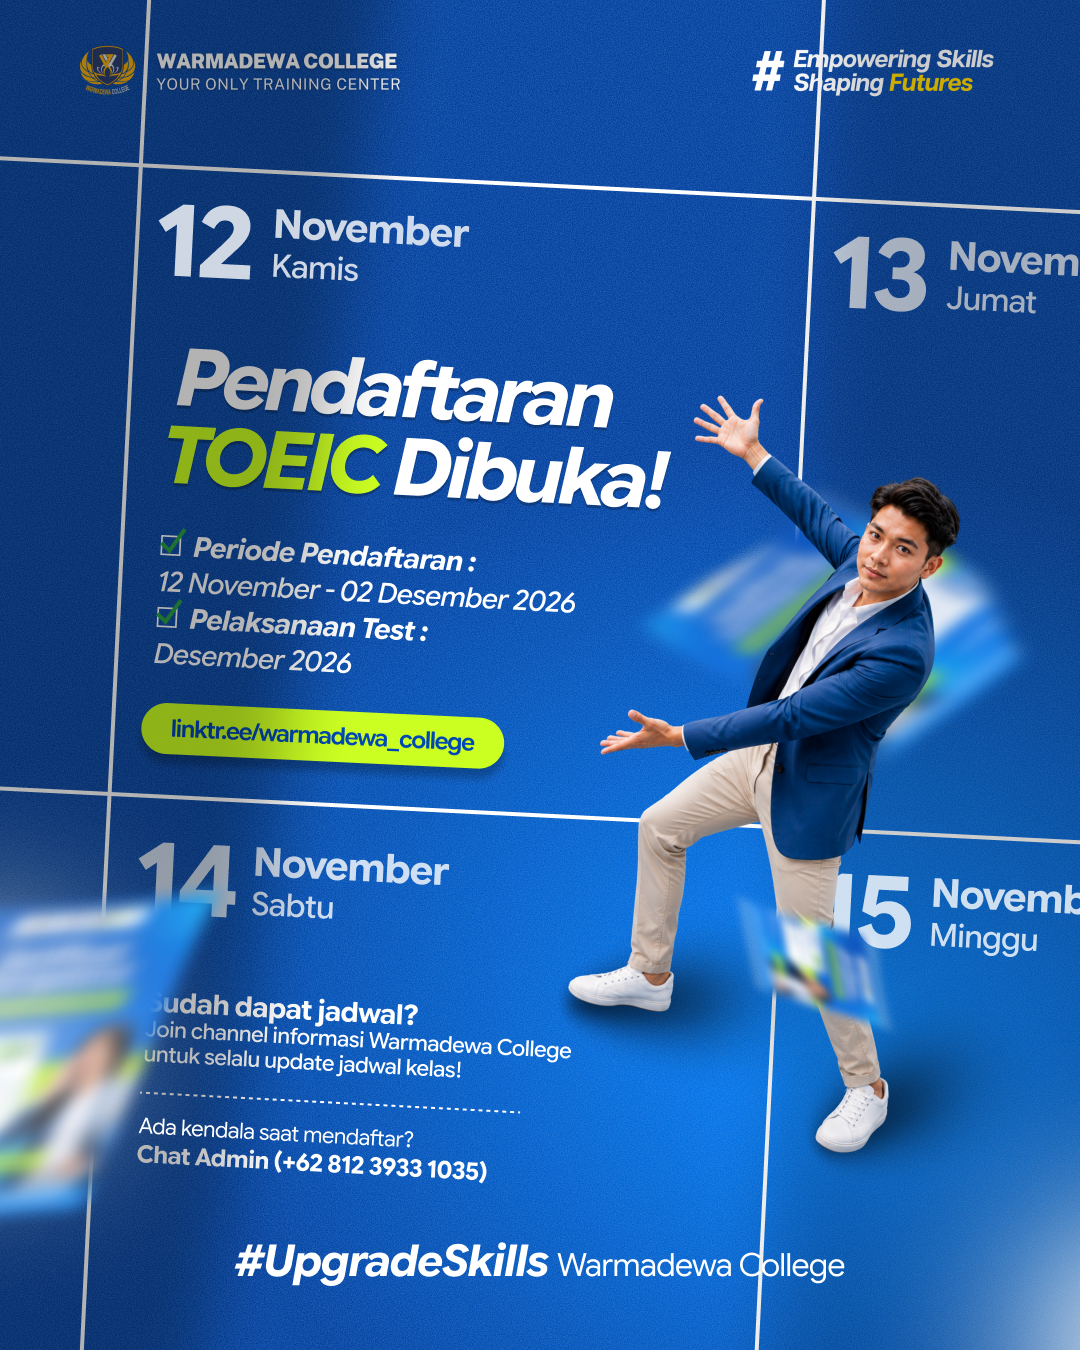 WARMADEWA COLLEGE
YOUR ONLY TRAINING CENTER
WARMADEWA COLLEGE
# Empowering Skills
Shaping Futures
12 November
Kamis
13 Novem
Jumat
Pendaftaran
TOEIC Dibuka!
Periode Pendaftaran :
12 November - 02 Desember 2026
Pelaksanaan Test :
Desember 2026
linktr.ee/warmadewa_college
14 November
Sabtu
15 Novemb
Minggu
Sudah dapat jadwal?
Join channel informasi Warmadewa College
untuk selalu update jadwal kelas!
Ada kendala saat mendaftar?
Chat Admin (+62 812 3933 1035)
#UpgradeSkills Warmadewa College